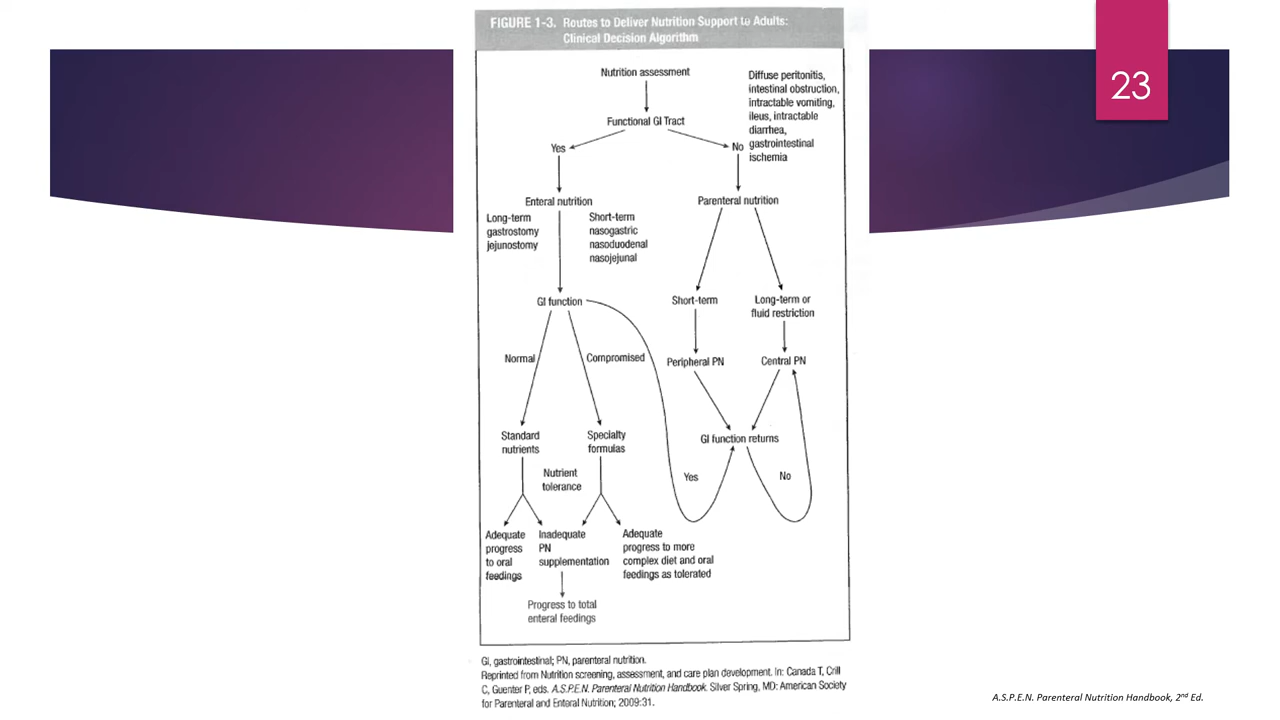 FIGURE 1-3. Routes to Deliver Nutrition Support to Adults:
Clinical Decision Algorithm
23
Nutrition assessment
Diffuse peritonitis,
intestinal obstruction,
intractable vomiting,
ileus, intractable
diarrhea,
gastrointestinal
ischemia
Functional GI Tract
Yes
No
Enteral nutrition
Parenteral nutrition
Long-term
gastrostomy
jejunostomy
Short-term
nasogastric
nasoduodenal
nasojejunal
GI function
Short-term
Long-term or
fluid restriction
Normal
Compromised
Peripheral PN
Central PN
Standard
nutrients
Specialty
formulas
GI function returns
Nutrient
tolerance
Yes
No
Adequate
progress
to oral
feedings
Inadequate
PN
supplementation
Adequate
progress to more
complex diet and oral
feedings as tolerated
Progress to total
enteral feedings
GI, gastrointestinal; PN, parenteral nutrition.
Reprinted from Nutrition screening, assessment, and care plan development. In: Canada T, Crill
C, Guenter P, eds. A.S.P.E.N. Parenteral Nutrition Handbook. Silver Spring, MD: American Society
for Parenteral and Enteral Nutrition; 2009:31.
A.S.P.E.N. Parenteral Nutrition Handbook, 2nd Ed.